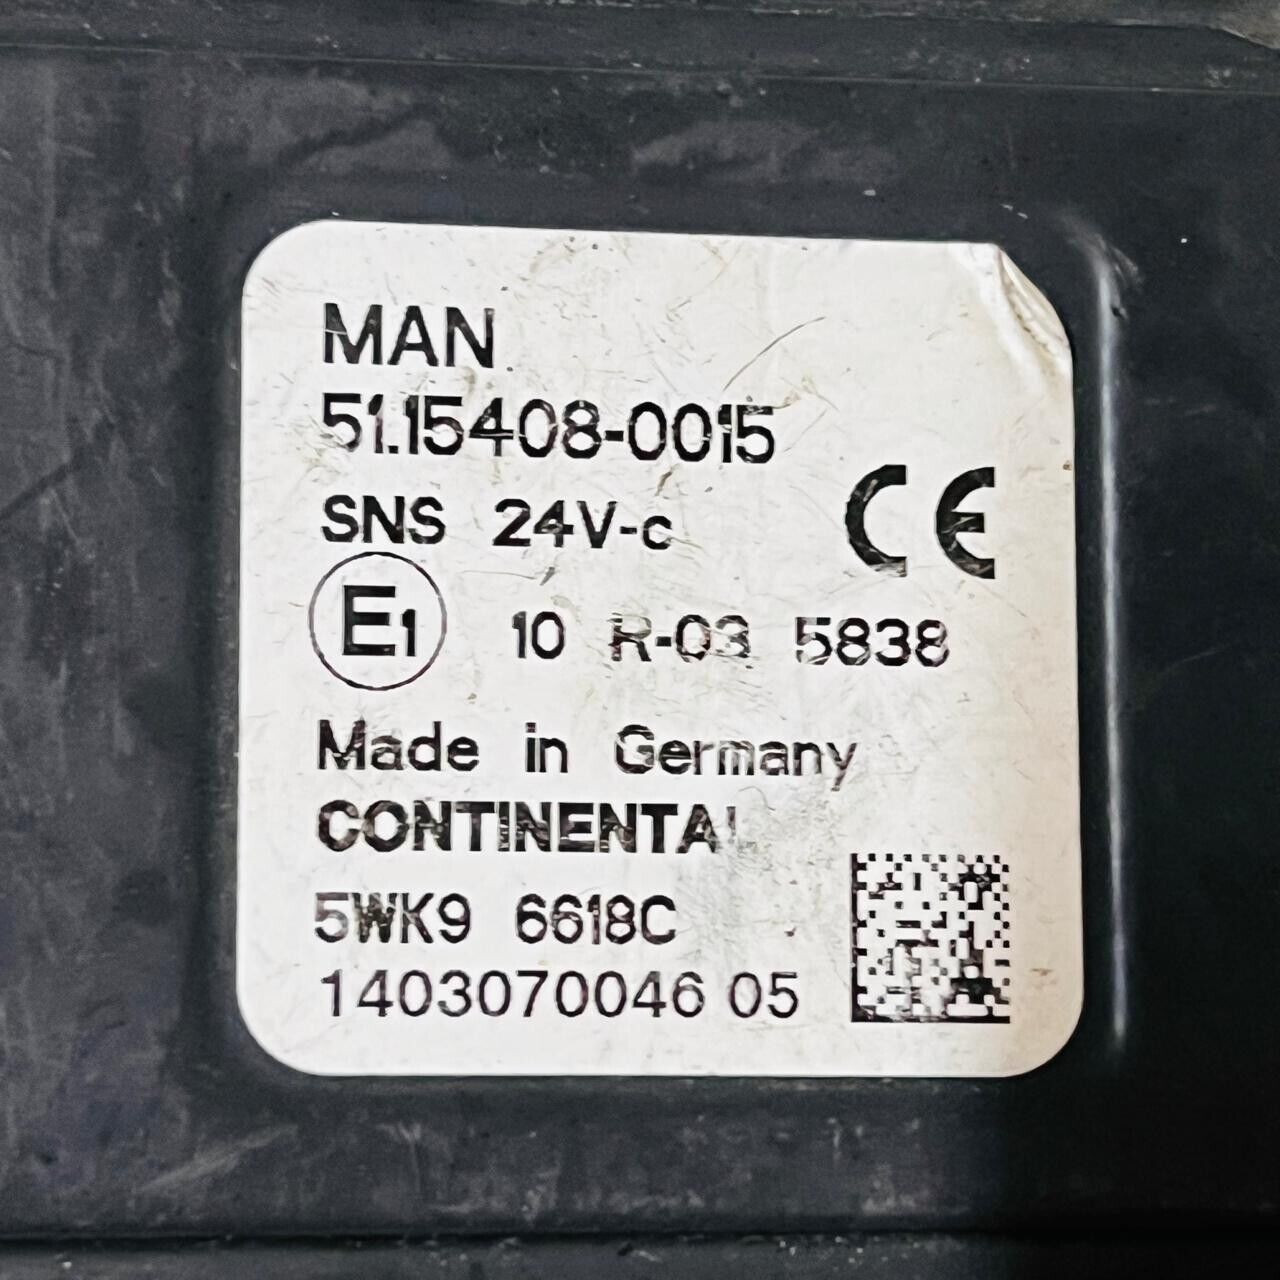 MAN
51.15408-0015
SNS 24V-c
CE
E1 10 R-03 5838
Made in Germany
CONTINENTAL
5WK9 6618C
1403070046 05